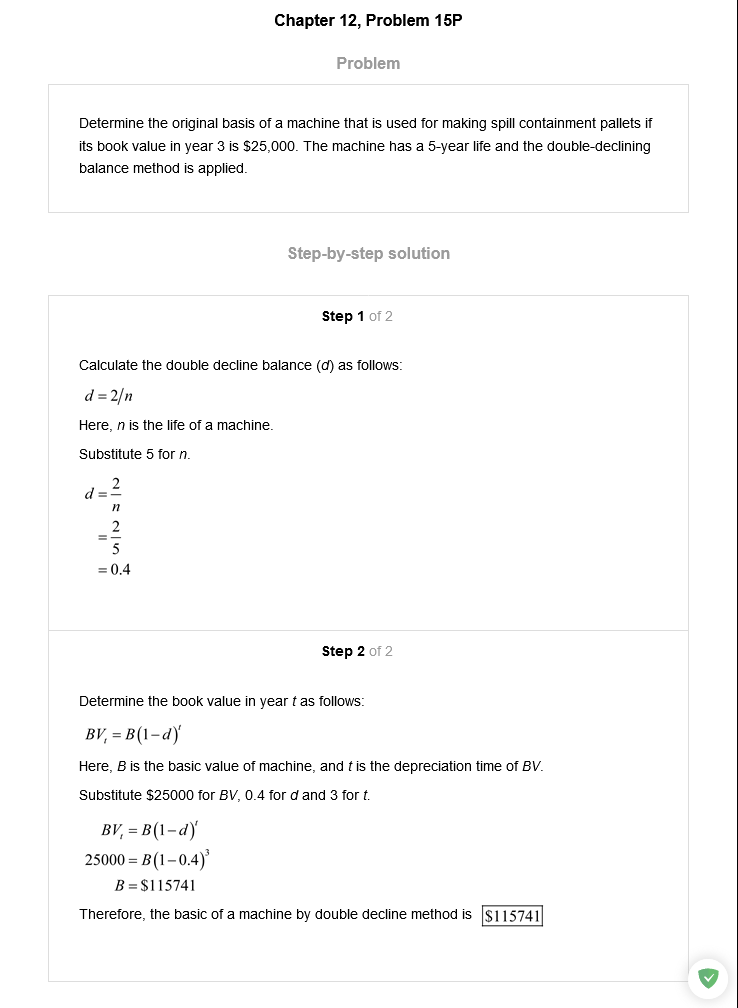 Chapter 12, Problem 15P
Problem
Determine the original basis of a machine that is used for making spill containment pallets if
its book value in year 3 is $25,000. The machine has a 5-year life and the double-declining
balance method is applied.
Step-by-step solution
Step 1 of 2
Calculate the double decline balance (d) as follows:
d = 2/n
Here, n is the life of a machine.
Substitute 5 for n.
d = 2/n
= 2/5
= 0.4
Step 2 of 2
Determine the book value in year t as follows:
BVₜ = B(1−d)ᵗ
Here, B is the basic value of machine, and t is the depreciation time of BV.
Substitute $25000 for BV, 0.4 for d and 3 for t.
BVₜ = B(1−d)ᵗ
25000 = B(1−0.4)³
B = $115741
Therefore, the basic of a machine by double decline method is $115741